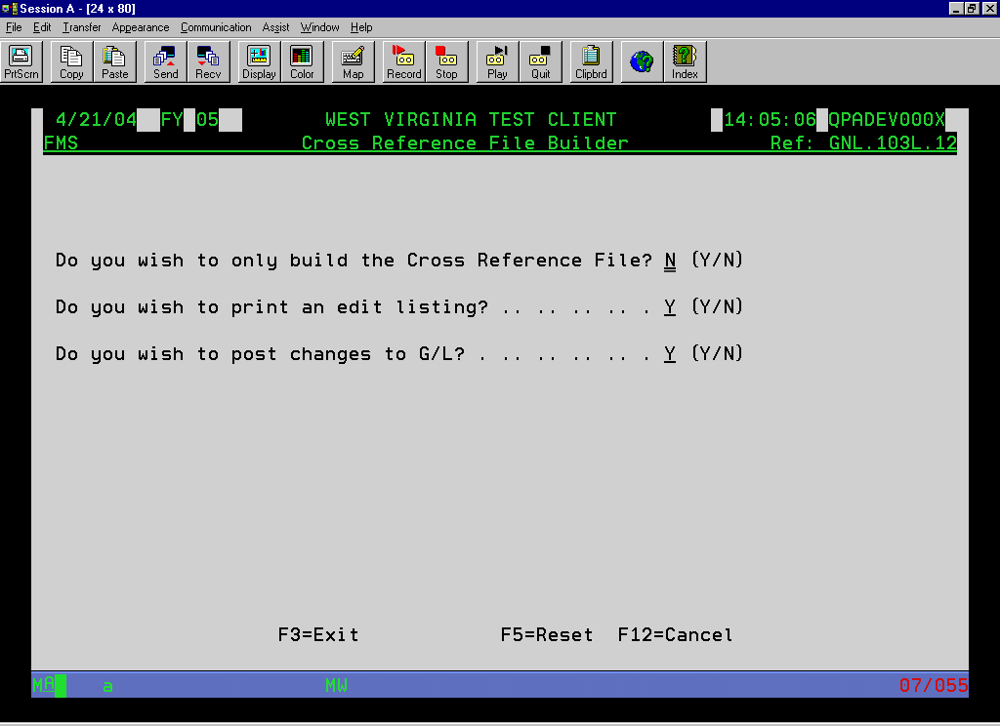 Session A - [24 x 80]
File Edit Transfer Appearance Communication Assist Window Help
PrtScrn Copy Paste Send Recv Display Color Map Record Stop Play Quit Clipbrd Index
4/21/04 FY 05 WEST VIRGINIA TEST CLIENT 14:05:06 QPADEV000X
FMS Cross Reference File Builder Ref: GNL.103L.12
Do you wish to only build the Cross Reference File? N (Y/N)
Do you wish to print an edit listing? .. .. .. .. . Y (Y/N)
Do you wish to post changes to G/L? . .. .. .. .. . Y (Y/N)
F3=Exit F5=Reset F12=Cancel
MA a MW 07/055